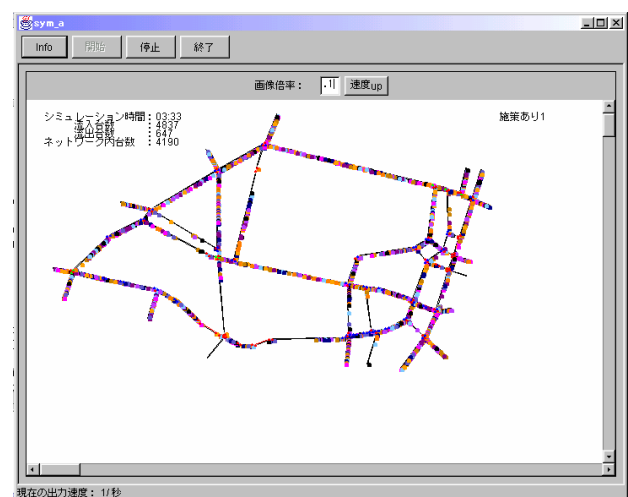 sym_a
Info 開始 停止 終了
画像倍率： .1 速度up
シミュレーション時間：03:33
流入台数 ：4837
流出台数 ：647
ネットワーク内台数 ：4190
施策あり1
現在の出力速度： 1/秒